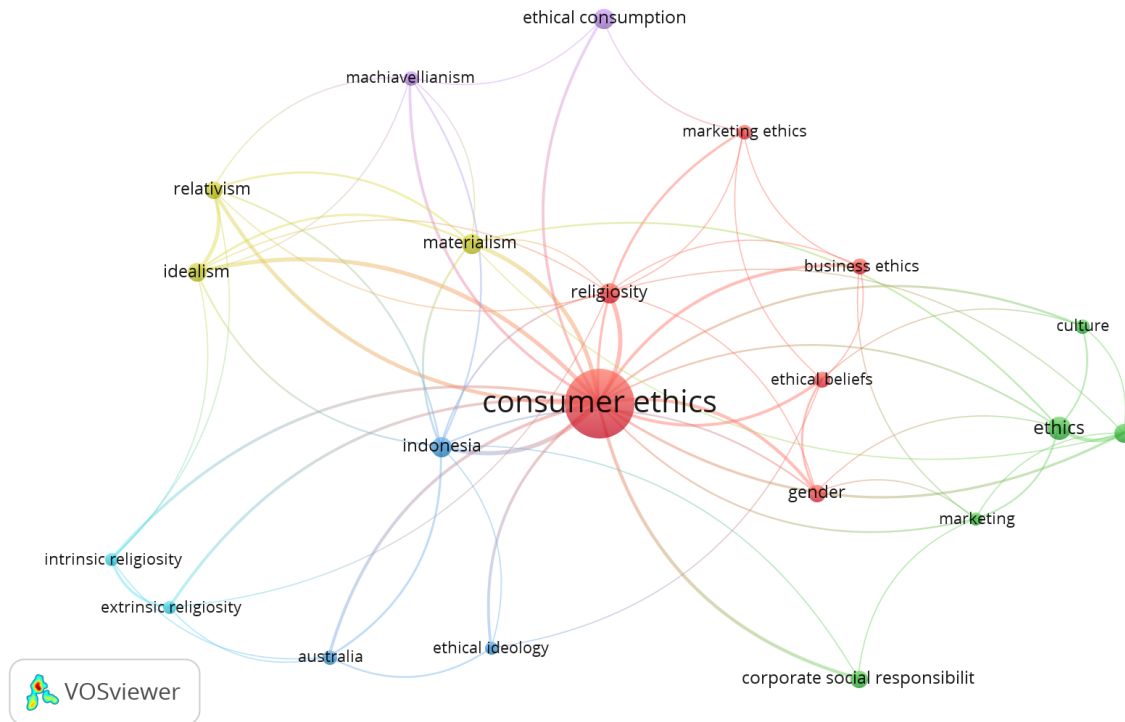 ethical consumption
machiavellianism
marketing ethics
relativism
materialism
idealism
business ethics
religiosity
culture
ethical beliefs
consumer ethics
ethics
indonesia
gender
marketing
intrinsic religiosity
extrinsic religiosity
ethical ideology
australia
corporate social responsibilit
VOSviewer